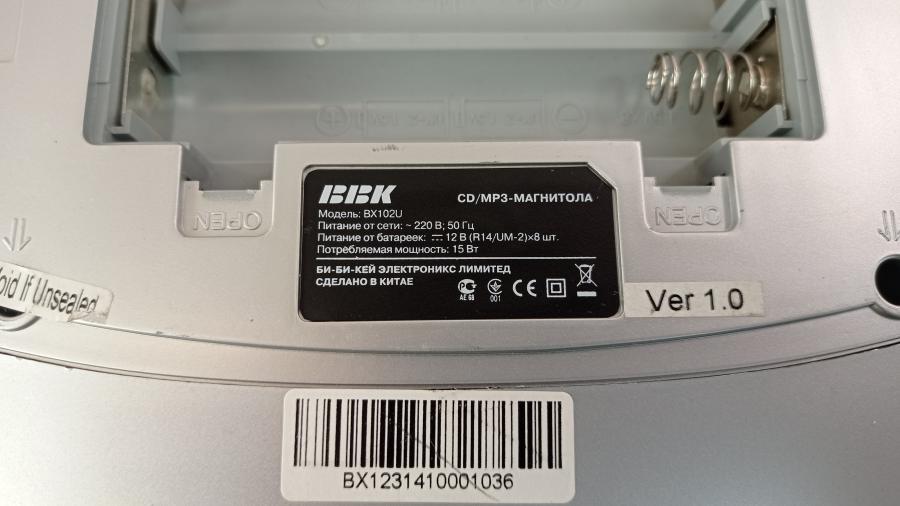 BBK
CD/MP3-МАГНИТОЛА
Модель: BX102U
Питание от сети: ~ 220 В; 50 Гц
Питание от батареек: ⎓ 12 В (R14/UM-2)×8 шт.
Потребляемая мощность: 15 Вт
БИ-БИ-КЕЙ ЭЛЕКТРОНИКС ЛИМИТЕД
СДЕЛАНО В КИТАЕ
АЕ 68
001
CE
OPEN
OPEN
Void If Unsealed
Ver 1.0
BX1231410001036